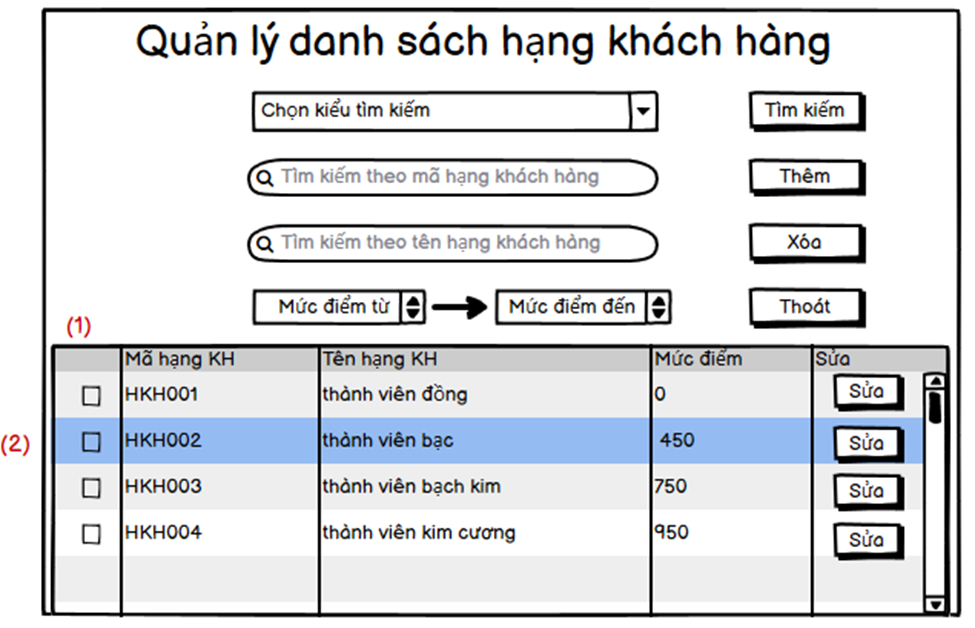 Quản lý danh sách hạng khách hàng
Chọn kiểu tìm kiếm
Tìm kiếm
Tìm kiếm theo mã hạng khách hàng
Thêm
Tìm kiếm theo tên hạng khách hàng
Xóa
Mức điểm từ
Mức điểm đến
Thoát
(1)
Mã hạng KH
Tên hạng KH
Mức điểm
Sửa
HKH001
thành viên đồng
0
Sửa
(2)
HKH002
thành viên bạc
450
Sửa
HKH003
thành viên bạch kim
750
Sửa
HKH004
thành viên kim cương
950
Sửa